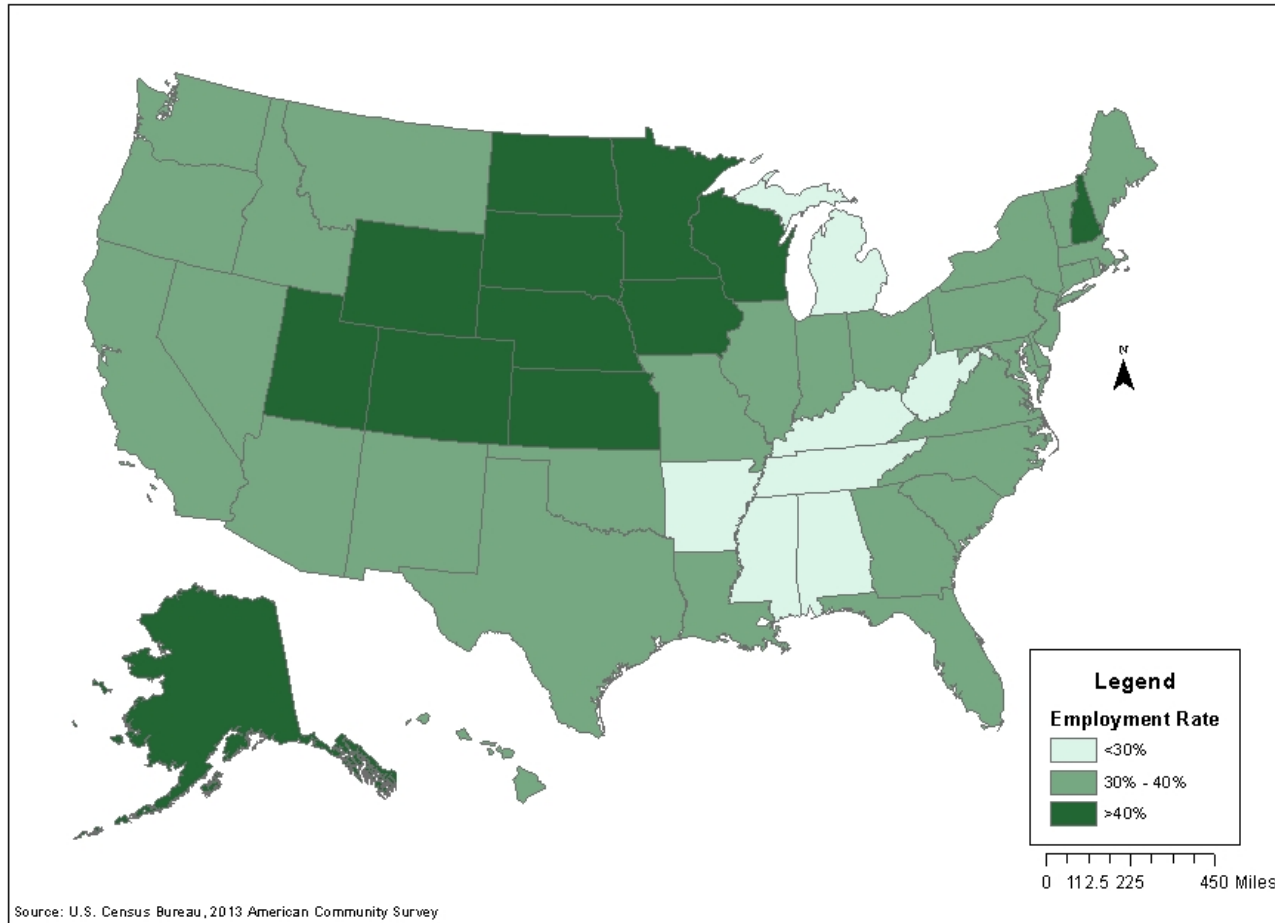 N
Legend
Employment Rate
<30%
30% - 40%
>40%
0 112.5 225 450 Miles
Source: U.S. Census Bureau, 2013 American Community Survey